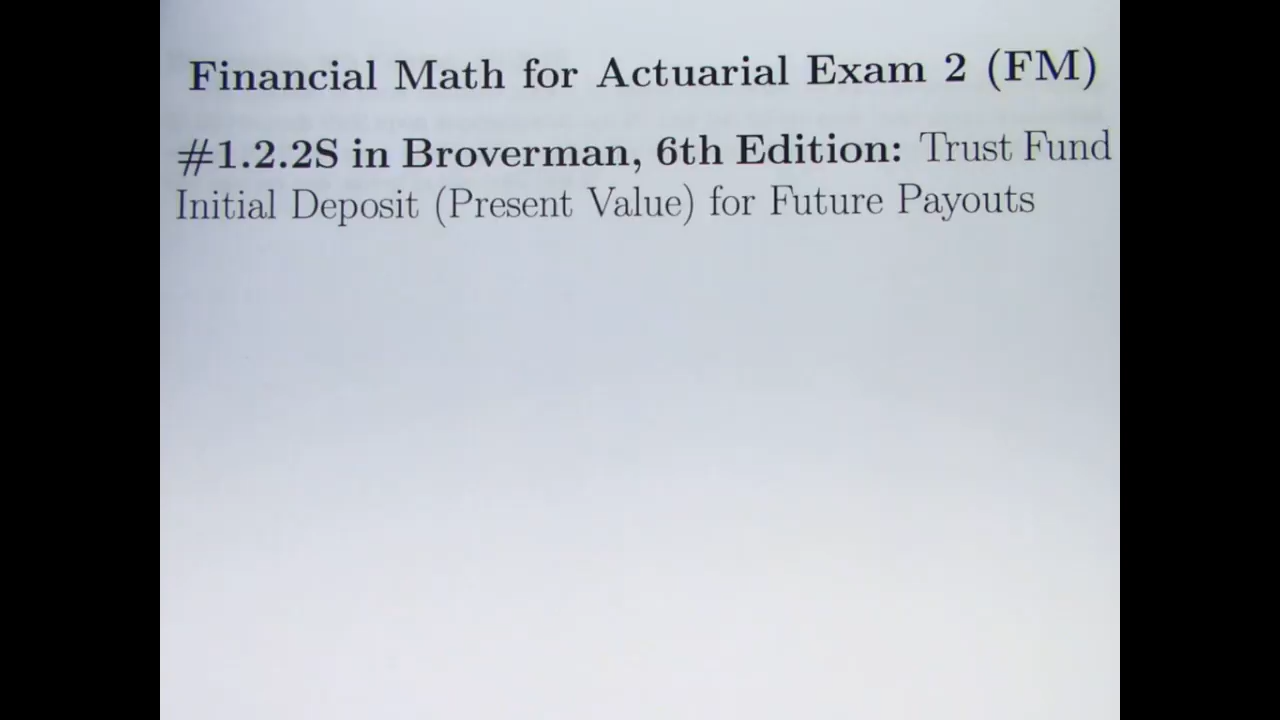 Financial Math for Actuarial Exam 2 (FM)
#1.2.2S in Broverman, 6th Edition: Trust Fund
Initial Deposit (Present Value) for Future Payouts